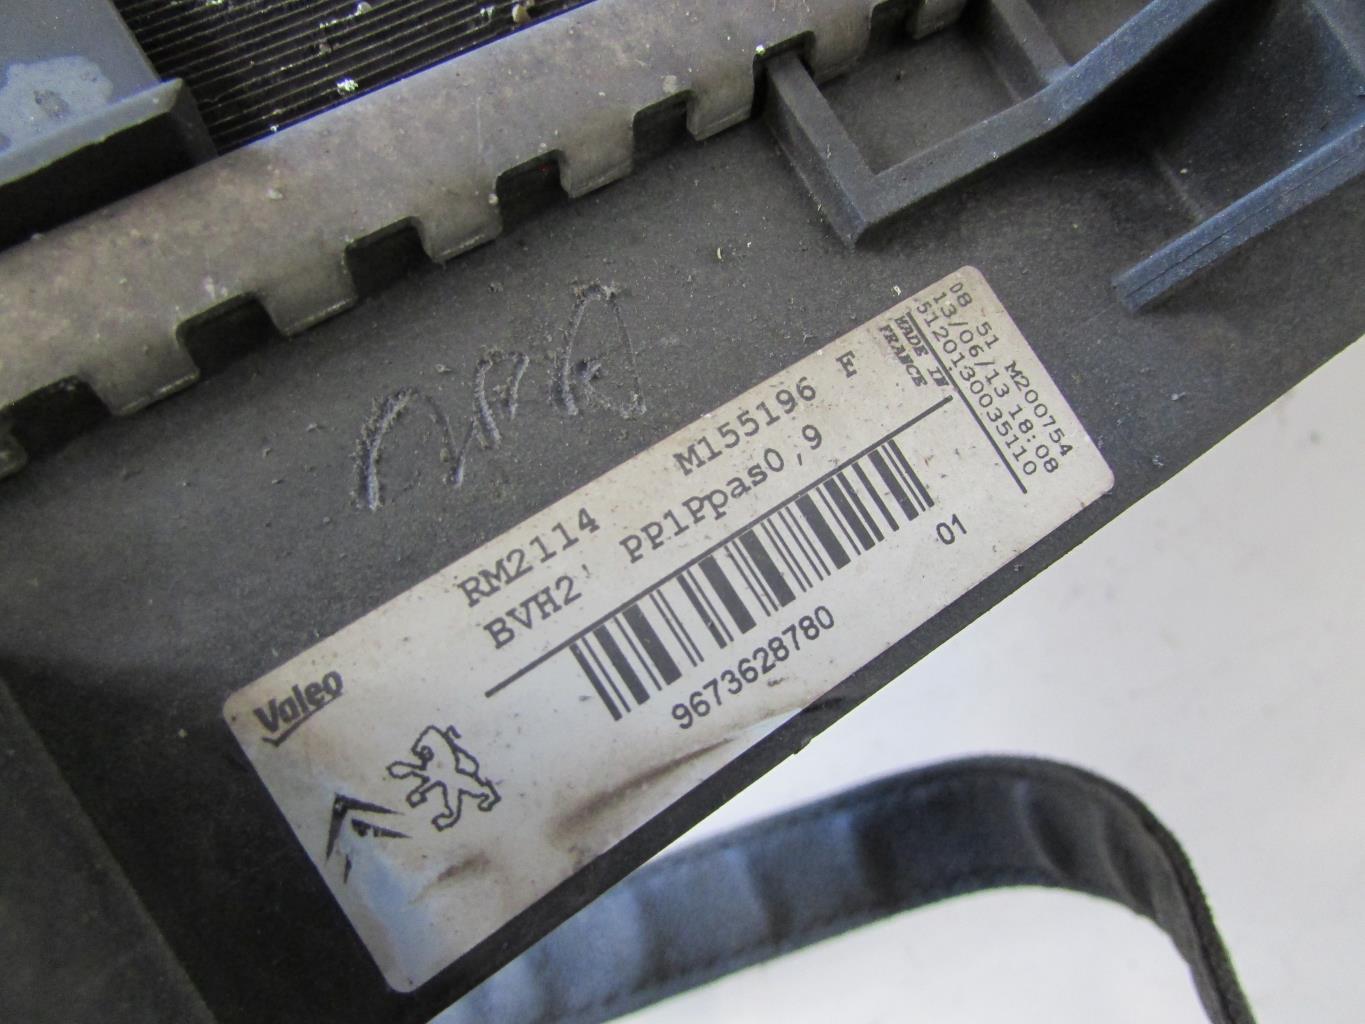 Valeo
RM2114 M155196 E
BVH2' PP1Ppas0,9
MADE IN
FRANCE
D8 51 M200754
13/06/13 18:08
5120130035110
01
9673628780